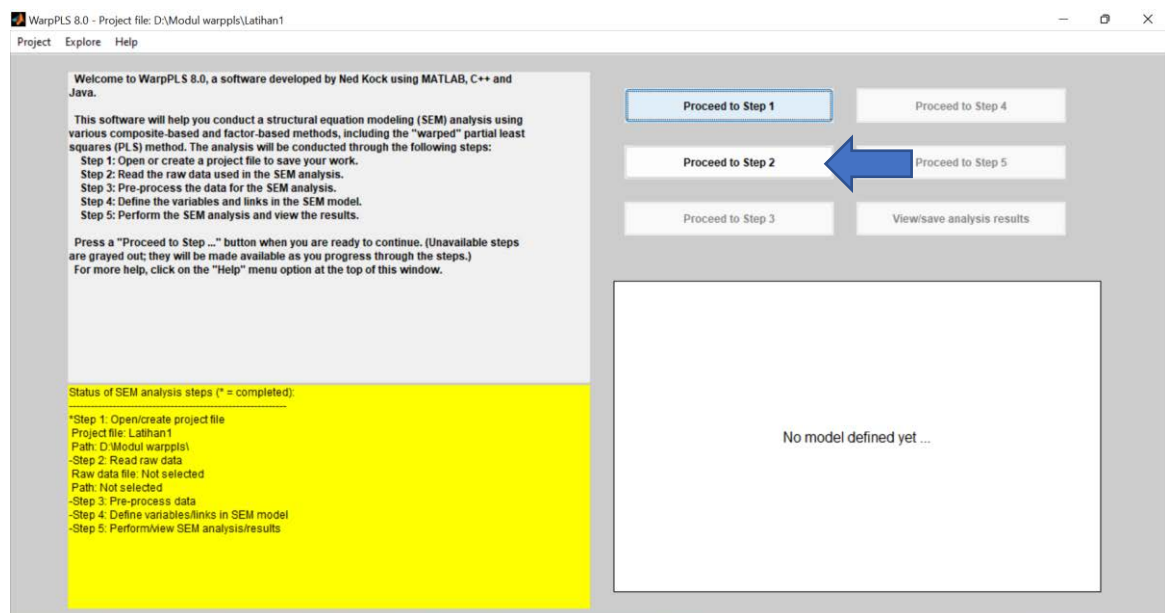 WarpPLS 8.0 - Project file: D:\Modul warppls\Latihan1
Project Explore Help
Welcome to WarpPLS 8.0, a software developed by Ned Kock using MATLAB, C++ and
Java.
This software will help you conduct a structural equation modeling (SEM) analysis using
various composite-based and factor-based methods, including the "warped" partial least
squares (PLS) method. The analysis will be conducted through the following steps:
Step 1: Open or create a project file to save your work.
Step 2: Read the raw data used in the SEM analysis.
Step 3: Pre-process the data for the SEM analysis.
Step 4: Define the variables and links in the SEM model.
Step 5: Perform the SEM analysis and view the results.
Press a "Proceed to Step ..." button when you are ready to continue. (Unavailable steps
are grayed out; they will be made available as you progress through the steps.)
For more help, click on the "Help" menu option at the top of this window.
Status of SEM analysis steps (* = completed):
------------------------------------------------------------
*Step 1: Open/create project file
Project file: Latihan1
Path: D:\Modul warppls\
-Step 2: Read raw data
Raw data file: Not selected
Path: Not selected
-Step 3: Pre-process data
-Step 4: Define variables/links in SEM model
-Step 5: Perform/view SEM analysis/results
Proceed to Step 1
Proceed to Step 4
Proceed to Step 2
Proceed to Step 5
Proceed to Step 3
View/save analysis results
No model defined yet ...